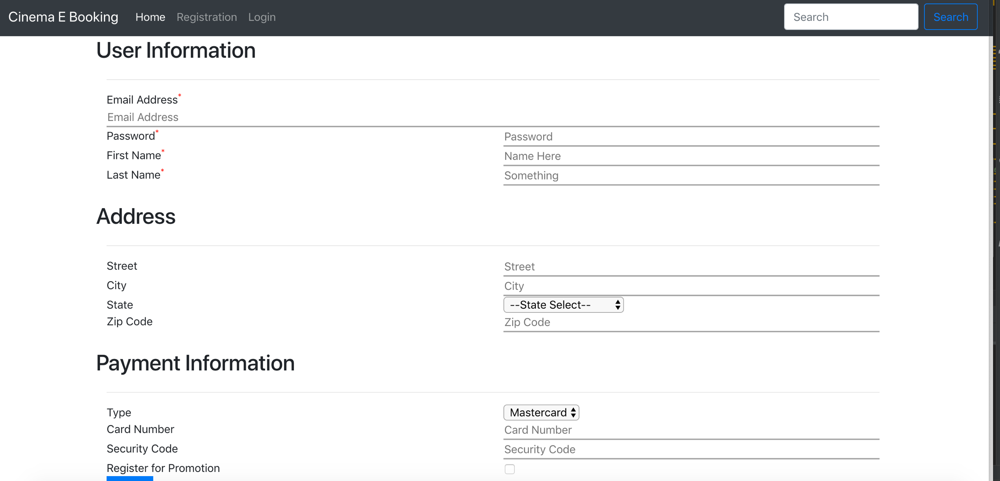 Cinema E Booking Home Registration Login Search Search
User Information
Email Address*
Email Address
Password* Password
First Name* Name Here
Last Name* Something
Address
Street Street
City City
State --State Select--
Zip Code Zip Code
Payment Information
Type Mastercard
Card Number Card Number
Security Code Security Code
Register for Promotion